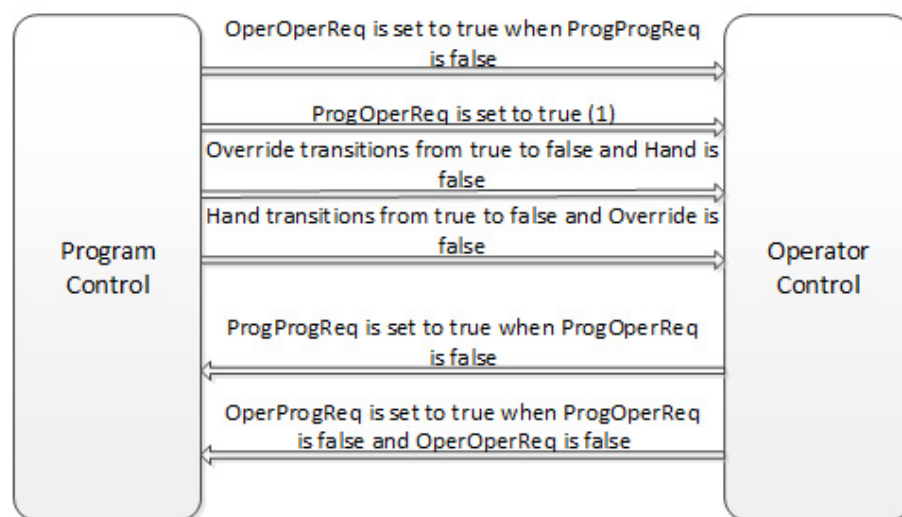 OperOperReq is set to true when ProgProgReq
is false
ProgOperReq is set to true (1)
Override transitions from true to false and Hand is
false
Hand transitions from true to false and Override is
false
Program
Control
Operator
Control
ProgProgReq is set to true when ProgOperReq
is false
OperProgReq is set to true when ProgOperReq
is false and OperOperReq is false